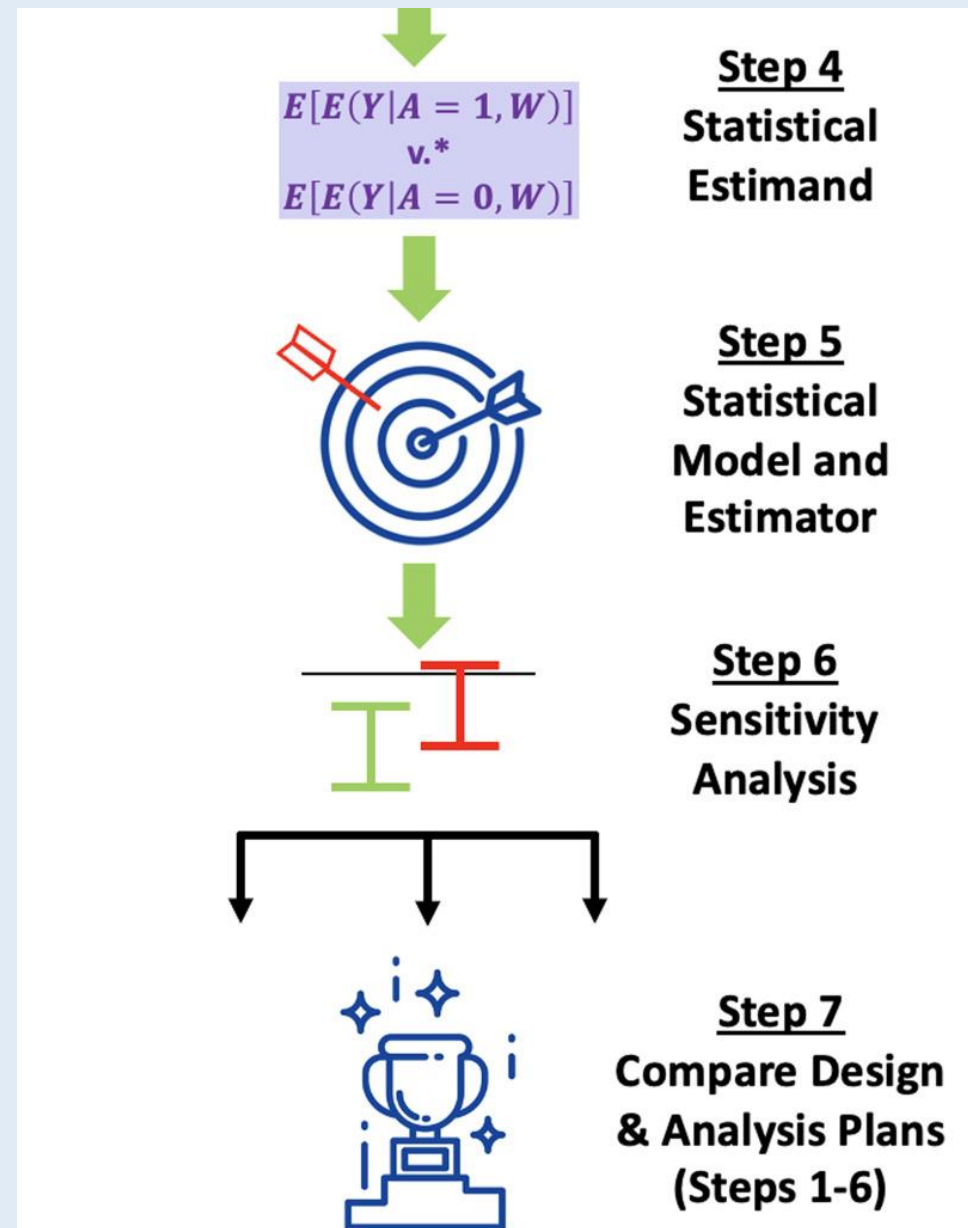 Step 4
Statistical
Estimand
E[E(Y|A = 1, W)]
v.*
E[E(Y|A = 0, W)]
Step 5
Statistical
Model and
Estimator
Step 6
Sensitivity
Analysis
Step 7
Compare Design
& Analysis Plans
(Steps 1-6)